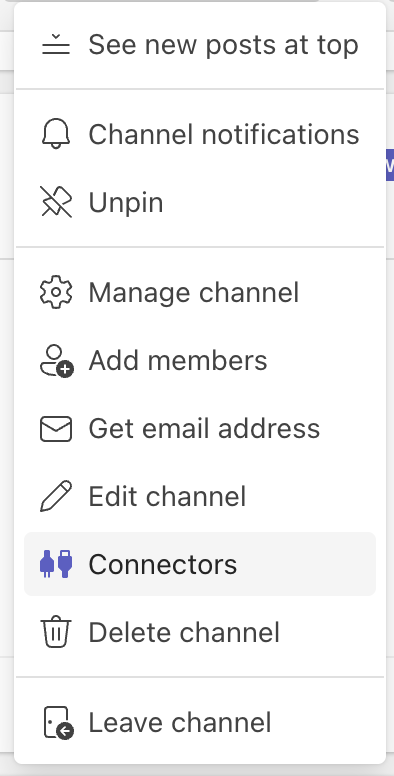 See new posts at top
Channel notifications
Unpin
Manage channel
Add members
Get email address
Edit channel
Connectors
Delete channel
Leave channel